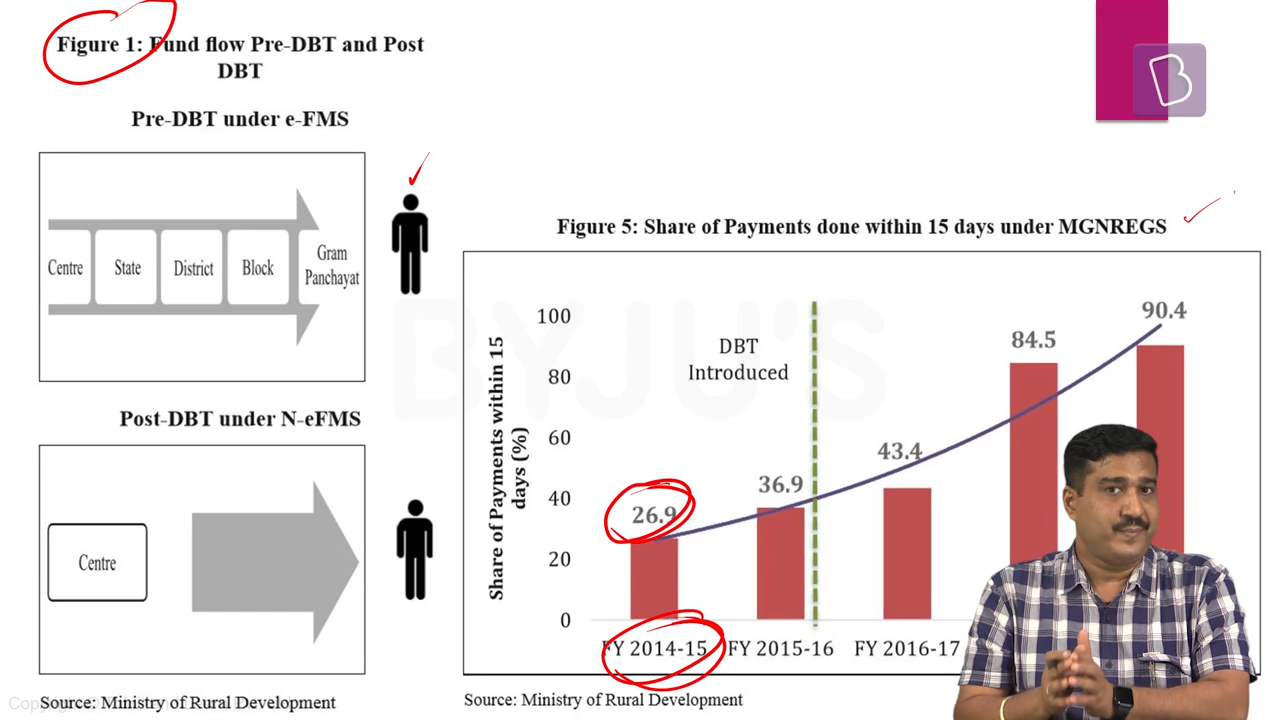 Figure 1: Fund flow Pre-DBT and Post
DBT
Pre-DBT under e-FMS
Centre
State
District
Block
Gram
Panchayat
Post-DBT under N-eFMS
Centre
Source: Ministry of Rural Development
Figure 5: Share of Payments done within 15 days under MGNREGS
Share of Payments within 15
days (%)
100
80
60
40
20
0
DBT
Introduced
26.9
36.9
43.4
84.5
90.4
FY 2014-15
FY 2015-16
FY 2016-17
Source: Ministry of Rural Development
BYJU'S
B